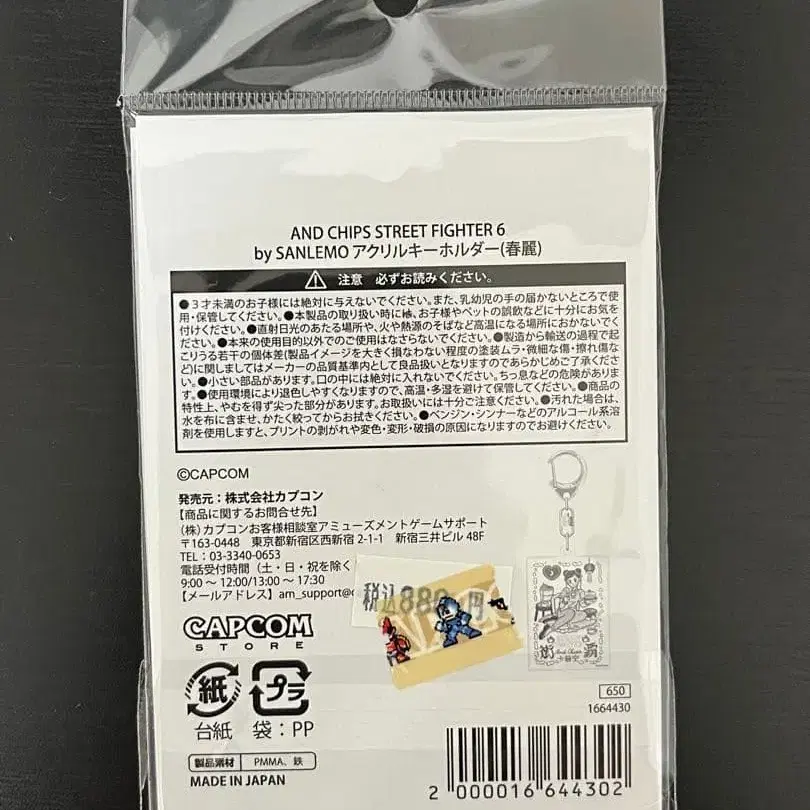 AND CHIPS STREET FIGHTER 6
by SANLEMO アクリルキーホルダー(春麗)
注意 必ずお読みください。
●3才未満のお子様には絶対に与えないでください。また、乳幼児の手の届かないところで使
用・保管してください。●本製品の取り扱い時には、お子様やペットの誤飲などに十分にお気を
付けください。●直射日光のあたる場所や、火や熱源のそばなど高温になる場所におかないでく
ださい。●本来の使用目的以外でのご使用はなさらないでください。●製造から輸送の過程で起
こりうる若干の個体差(製品イメージを大きく損なわない程度の塗装ムラ・微細な傷・擦れ傷な
ど)に関しましてはメーカーの品質基準内として良品扱いとなりますのであらかじめご了承くださ
い。●小さい部品があります。口の中には絶対に入れないでください。ちっ息などの危険がありま
す。●使用環境により退色しやすくなりますので、高温・多湿を避けて保管してください。●商品の
特性上、やむを得ず尖った部分があります。お取扱いには十分ご注意ください。●汚れた場合は、
水を布に含ませ、かたく絞ってからお拭きください。●ベンジン・シンナーなどのアルコール系溶
剤を使用しますと、プリントの剥がれや変色・変形・破損の原因になりますのでお避けください。
©CAPCOM
発売元:株式会社カプコン
【商品に関するお問合せ先】
(株)カプコンお客様相談室アミューズメントゲームサポート
〒163-0448 東京都新宿区西新宿 2-1-1 新宿三井ビル 48F
TEL:03-3340-0653
電話受付時間(土・日・祝を除く
9:00 ～ 12:00/13:00 ～ 17:30
【メールアドレス】am_support@c
税込880円
CAPCOM
STORE
紙 プラ
台紙 袋:PP
650
1664430
製品素材 PMMA、鉄
MADE IN JAPAN
2 000016 644302